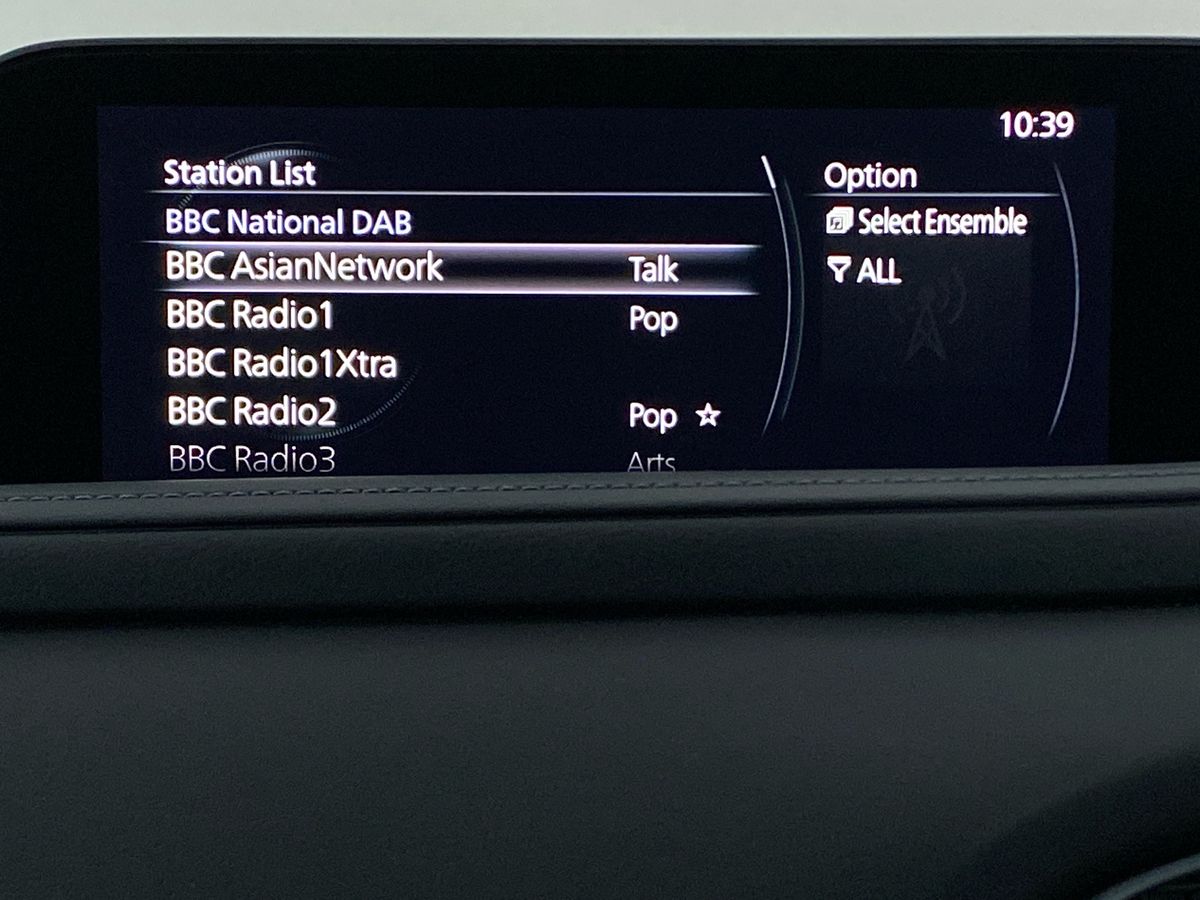 10:39
Station List
BBC National DAB
BBC AsianNetwork Talk
BBC Radio1 Pop
BBC Radio1Xtra
BBC Radio2 Pop
BBC Radio3 Arts
Option
Select Ensemble
ALL